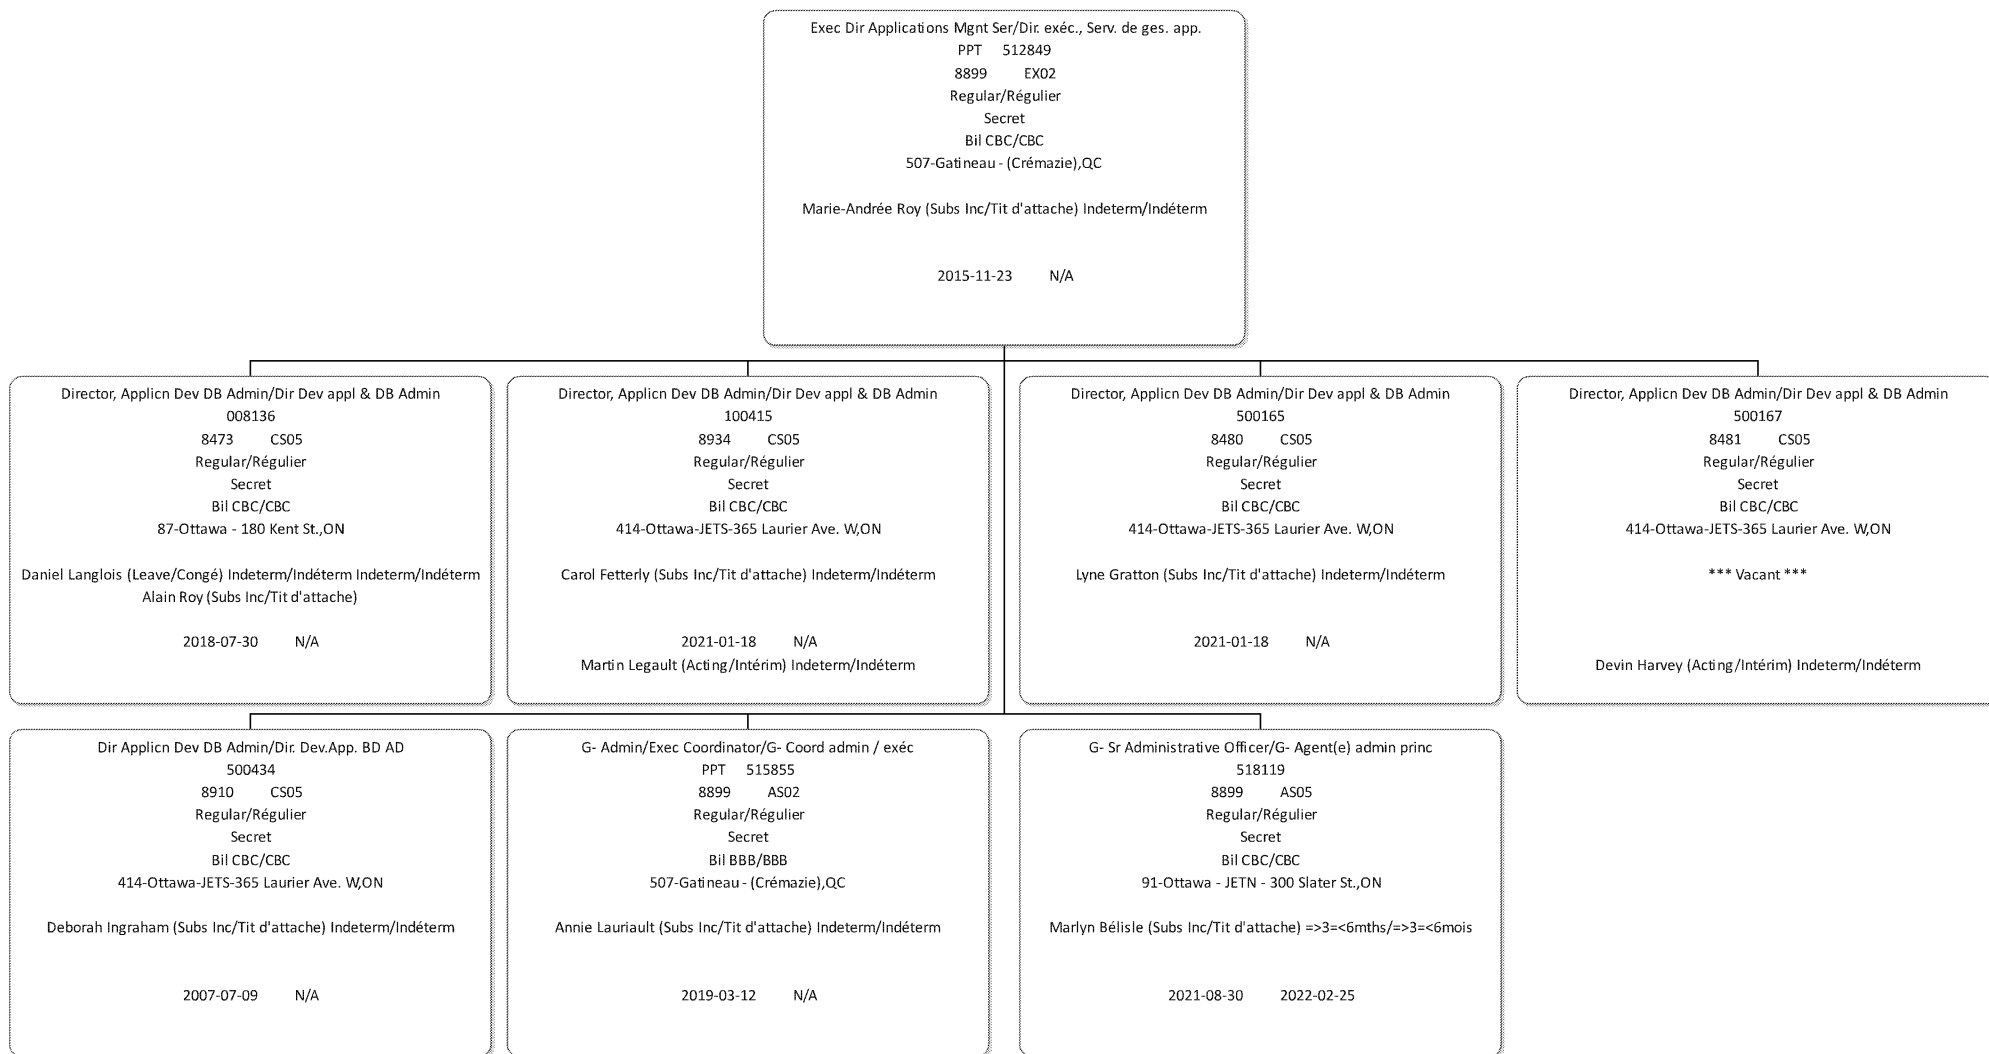 Exec Dir Applications Mgnt Ser/Dir. exéc., Serv. de ges. app.
PPT 512849
8899 EX02
Regular/Régulier
Secret
Bil CBC/CBC
507-Gatineau - (Crémazie),QC
Marie-Andrée Roy (Subs Inc/Tit d'attache) Indeterm/Indéterm
2015-11-23 N/A
Director, Applicn Dev DB Admin/Dir Dev appl & DB Admin
008136
8473 CS05
Regular/Régulier
Secret
Bil CBC/CBC
87-Ottawa - 180 Kent St.,ON
Daniel Langlois (Leave/Congé) Indeterm/Indéterm Indeterm/Indéterm
Alain Roy (Subs Inc/Tit d'attache)
2018-07-30 N/A
Director, Applicn Dev DB Admin/Dir Dev appl & DB Admin
100415
8934 CS05
Regular/Régulier
Secret
Bil CBC/CBC
414-Ottawa-JETS-365 Laurier Ave. W,ON
Carol Fetterly (Subs Inc/Tit d'attache) Indeterm/Indéterm
2021-01-18 N/A
Martin Legault (Acting/Intérim) Indeterm/Indéterm
Director, Applicn Dev DB Admin/Dir Dev appl & DB Admin
500165
8480 CS05
Regular/Régulier
Secret
Bil CBC/CBC
414-Ottawa-JETS-365 Laurier Ave. W,ON
Lyne Gratton (Subs Inc/Tit d'attache) Indeterm/Indéterm
2021-01-18 N/A
Director, Applicn Dev DB Admin/Dir Dev appl & DB Admin
500167
8481 CS05
Regular/Régulier
Secret
Bil CBC/CBC
414-Ottawa-JETS-365 Laurier Ave. W,ON
*** Vacant ***
Devin Harvey (Acting/Intérim) Indeterm/Indéterm
Dir Applicn Dev DB Admin/Dir. Dev.App. BD AD
500434
8910 CS05
Regular/Régulier
Secret
Bil CBC/CBC
414-Ottawa-JETS-365 Laurier Ave. W,ON
Deborah Ingraham (Subs Inc/Tit d'attache) Indeterm/Indéterm
2007-07-09 N/A
G- Admin/Exec Coordinator/G- Coord admin / exéc
PPT 515855
8899 AS02
Regular/Régulier
Secret
Bil BBB/BBB
507-Gatineau - (Crémazie),QC
Annie Lauriault (Subs Inc/Tit d'attache) Indeterm/Indéterm
2019-03-12 N/A
G- Sr Administrative Officer/G- Agent(e) admin princ
518119
8899 AS05
Regular/Régulier
Secret
Bil CBC/CBC
91-Ottawa - JETN - 300 Slater St.,ON
Marlyn Bélisle (Subs Inc/Tit d'attache) =>3=<6mths/=>3=<6mois
2021-08-30 2022-02-25